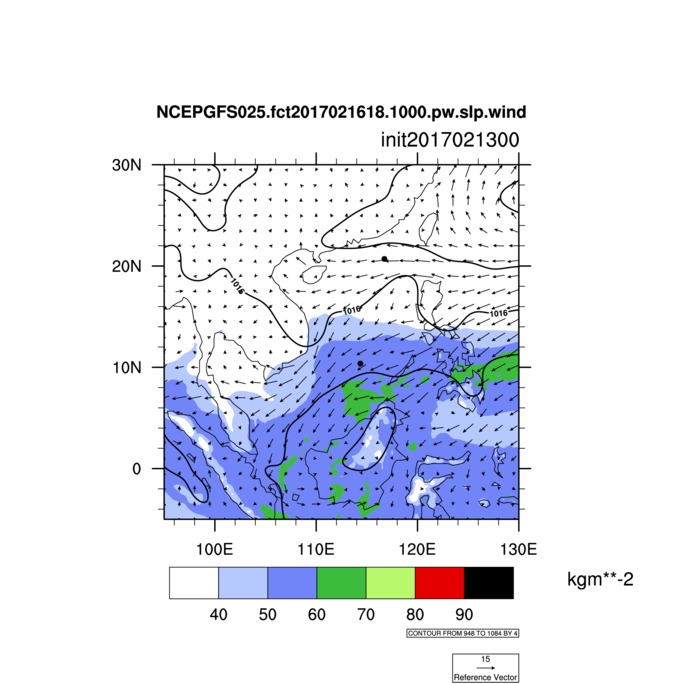 NCEPGFS025.fct2017021618.1000.pw.slp.wind
init2017021300
30N
20N
10N
0
1016
1016
1016
100E 110E 120E 130E
40 50 60 70 80 90
kgm**-2
CONTOUR FROM 948 TO 1084 BY 4
15
Reference Vector